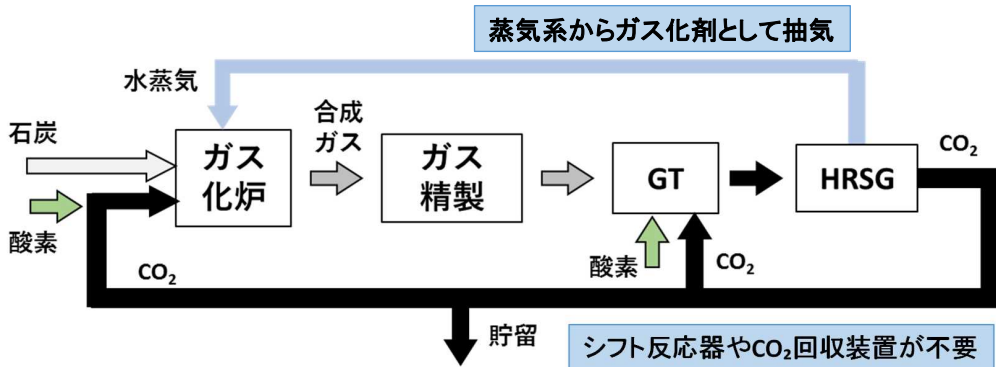 蒸気系からガス化剤として抽気
水蒸気
石炭
酸素
ガス
化炉
合成
ガス
ガス
精製
GT
HRSG
CO₂
酸素
CO₂
CO₂
貯留
シフト反応器やCO₂回収装置が不要